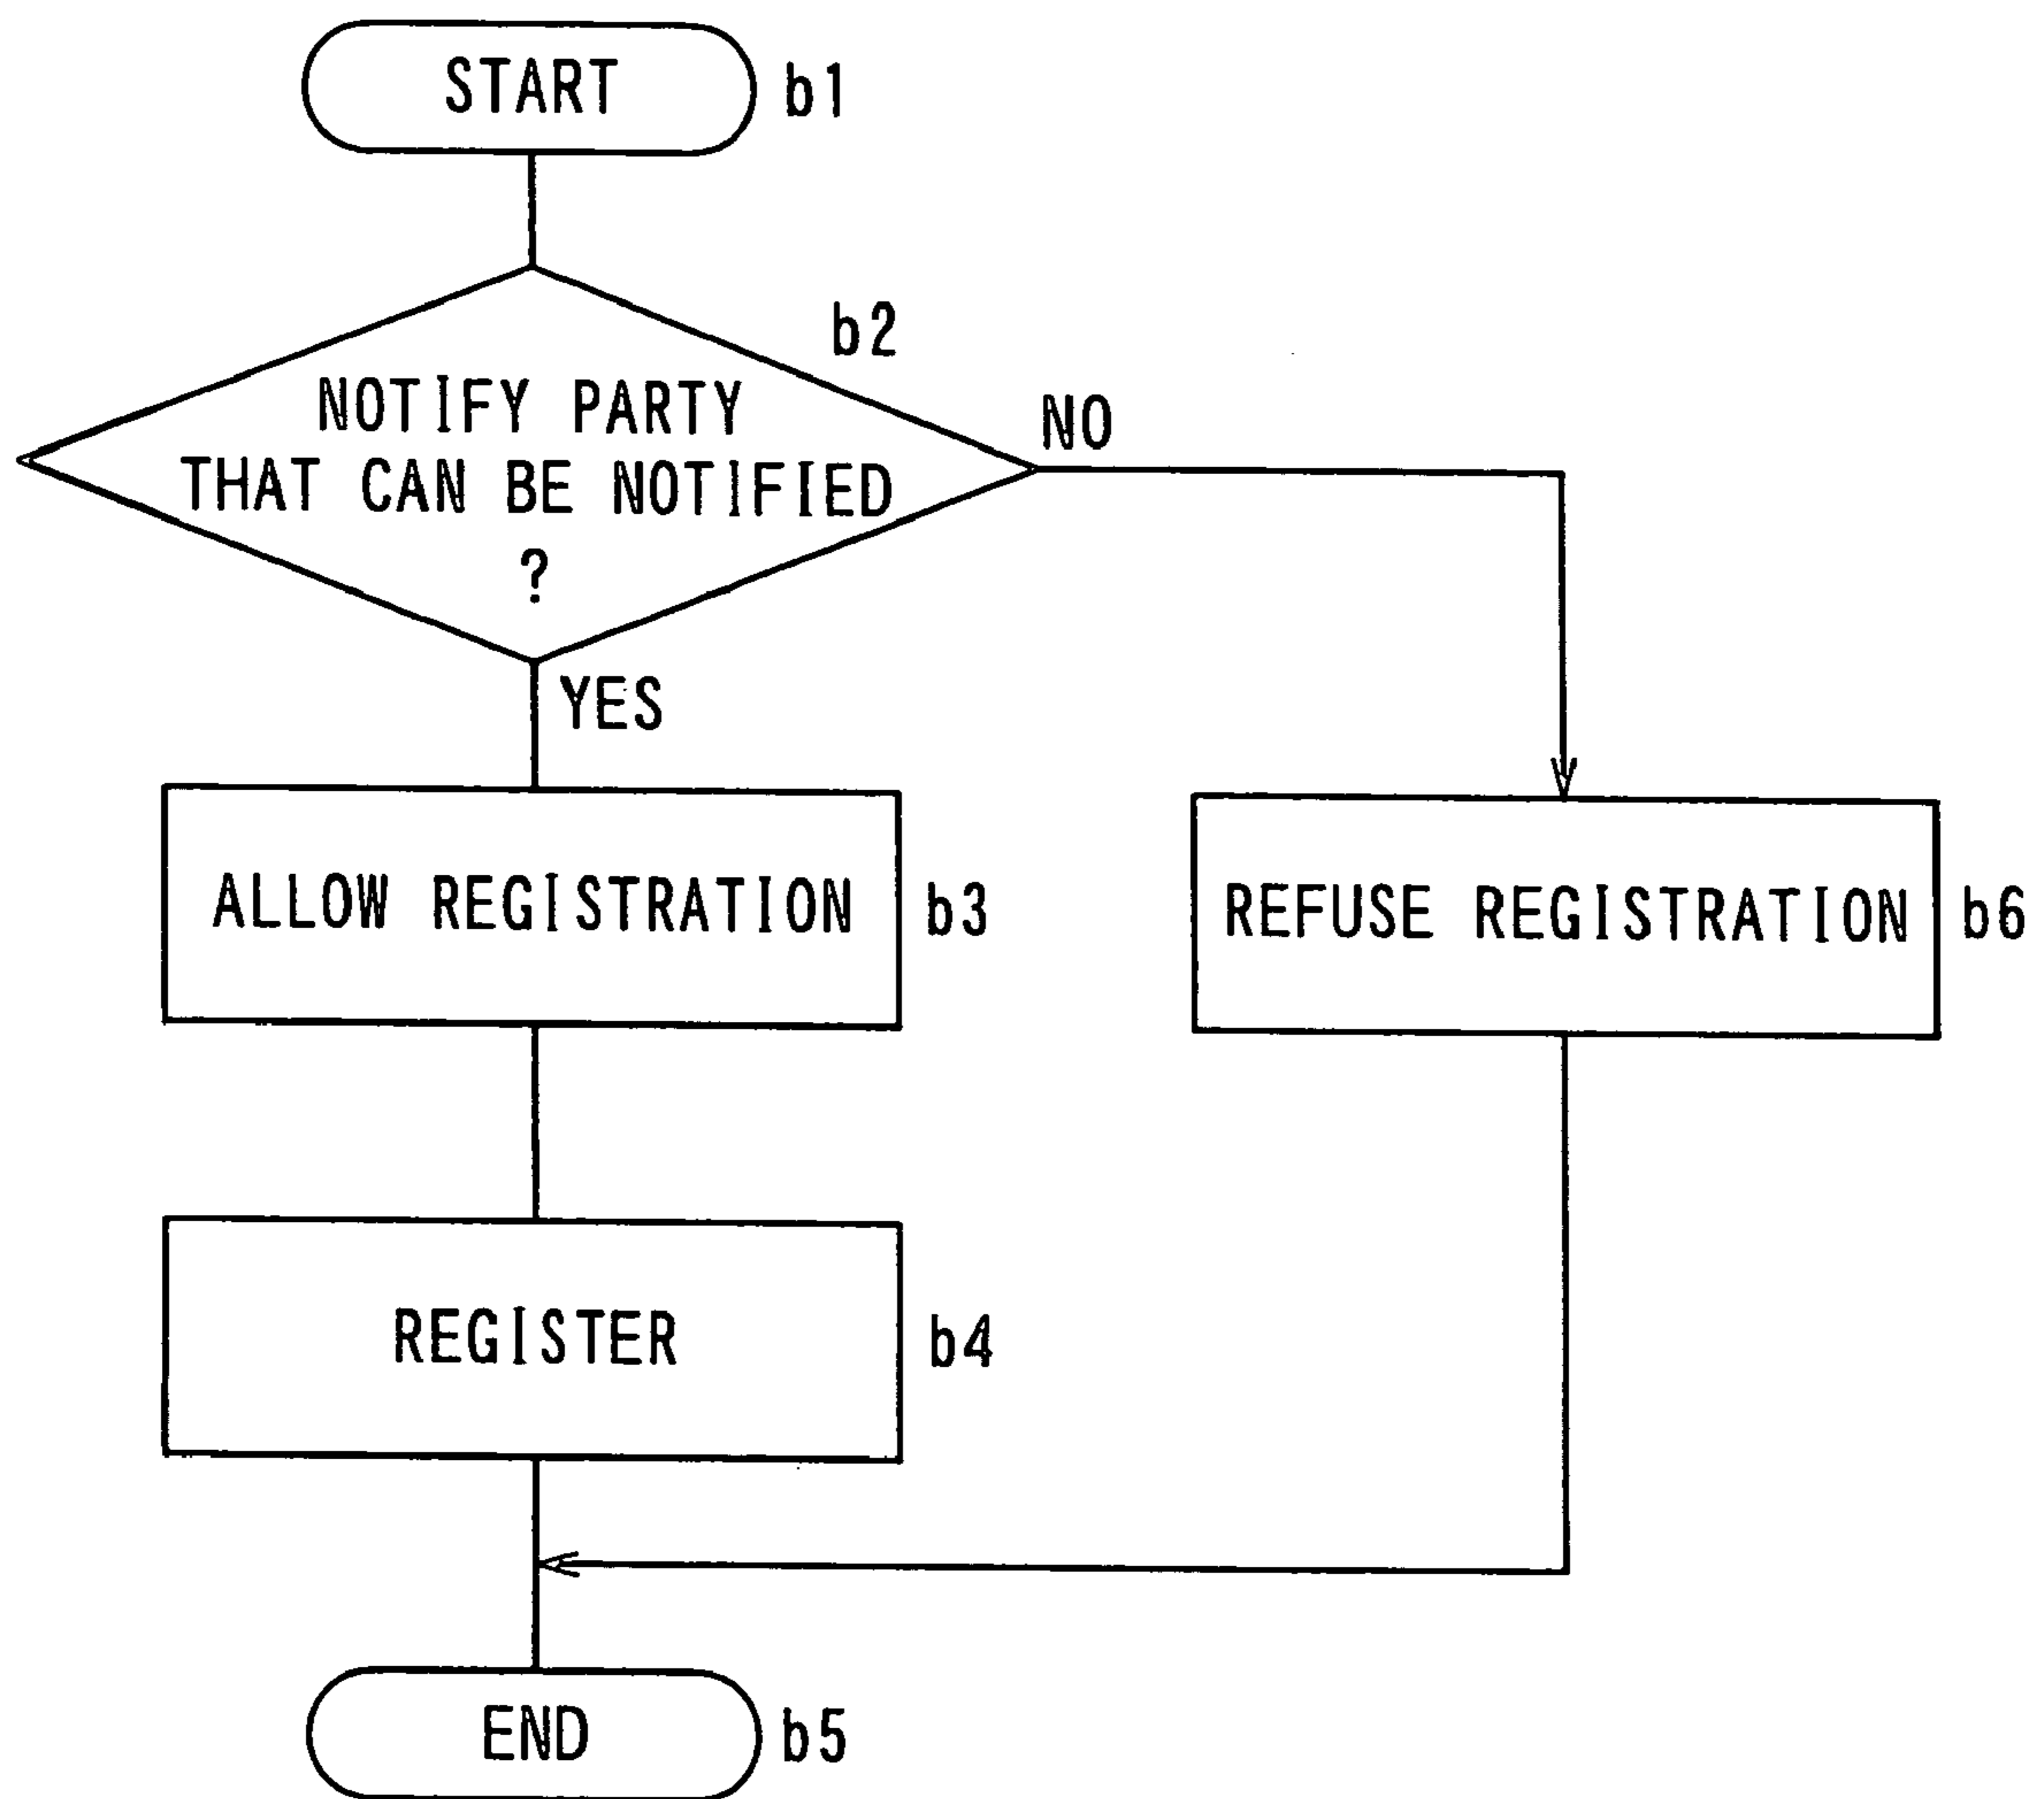 START
b1
b2
NOTIFY PARTY
THAT CAN BE NOTIFIED
?
NO
YES
ALLOW REGISTRATION
b3
REFUSE REGISTRATION
b6
REGISTER
b4
END
b5